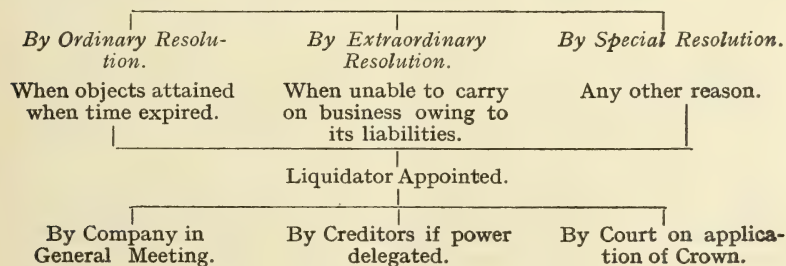 By Ordinary Resolu-
tion.
By Extraordinary
Resolution.
By Special Resolution.
When objects attained
when time expired.
When unable to carry
on business owing to
its liabilities.
Any other reason.
Liquidator Appointed.
By Company in
General Meeting.
By Creditors if power
delegated.
By Court on applica-
tion of Crown.